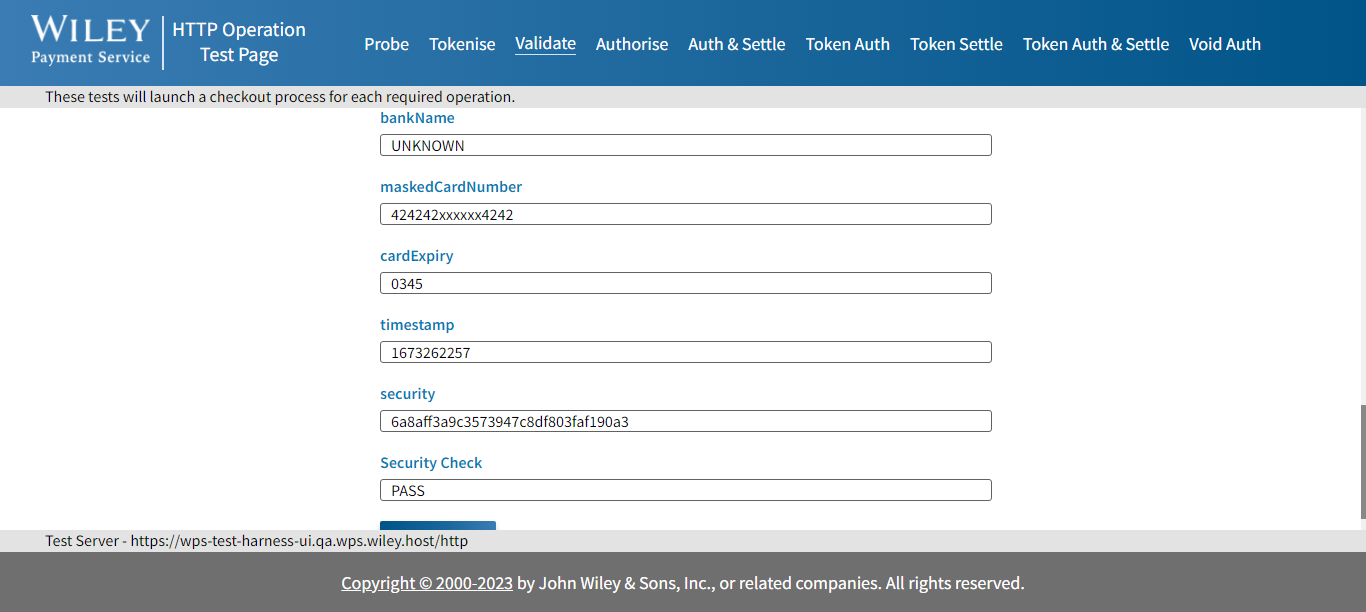 WILEY
Payment Service
HTTP Operation
Test Page
Probe Tokenise Validate Authorise Auth & Settle Token Auth Token Settle Token Auth & Settle Void Auth
These tests will launch a checkout process for each required operation.
bankName
UNKNOWN
maskedCardNumber
424242xxxxxx4242
cardExpiry
0345
timestamp
1673262257
security
6a8aff3a9c3573947c8df803faf190a3
Security Check
PASS
Test Server - https://wps-test-harness-ui.qa.wps.wiley.host/http
Copyright © 2000-2023 by John Wiley & Sons, Inc., or related companies. All rights reserved.